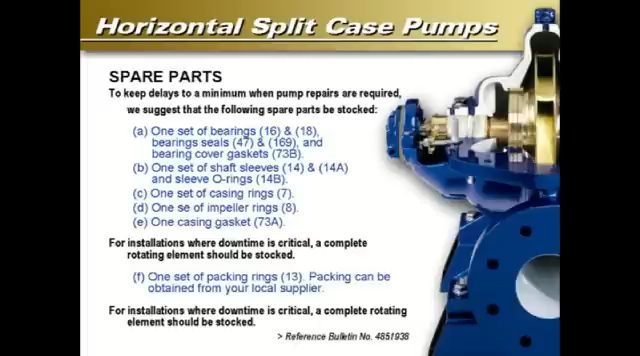 Horizontal Split Case Pumps
SPARE PARTS
To keep delays to a minimum when pump repairs are required,
we suggest that the following spare parts be stocked:
(a) One set of bearings (16) & (18),
bearings seals (47) & (169), and
bearing cover gaskets (73B).
(b) One set of shaft sleeves (14) & (14A)
and sleeve O-rings (14B).
(c) One set of casing rings (7).
(d) One se of impeller rings (8).
(e) One casing gasket (73A).
For installations where downtime is critical, a complete
rotating element should be stocked.
(f) One set of packing rings (13). Packing can be
obtained from your local supplier.
For installations where downtime is critical, a complete rotating
element should be stocked.
> Reference Bulletin No. 4851938